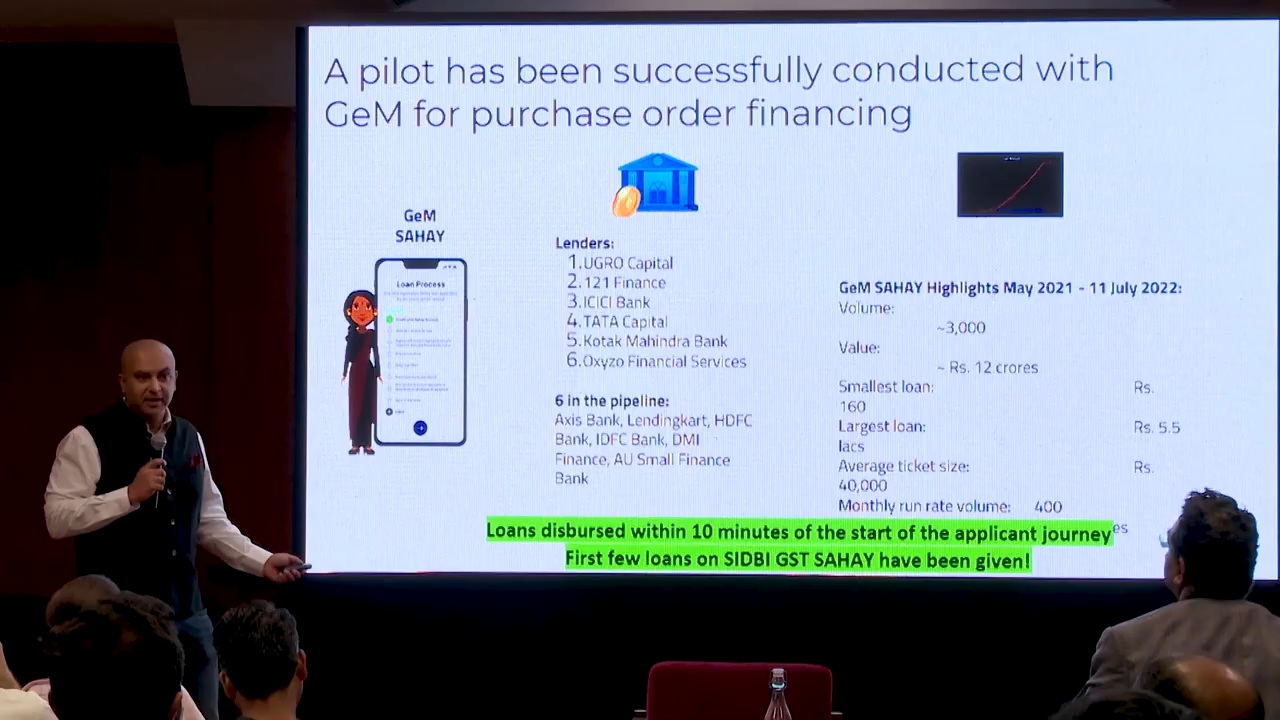 A pilot has been successfully conducted with
GeM for purchase order financing
GeM
SAHAY
Loan Process
Lenders:
1.UGRO Capital
2.121 Finance
3.ICICI Bank
4.TATA Capital
5.Kotak Mahindra Bank
6.Oxyzo Financial Services
6 in the pipeline:
Axis Bank, Lendingkart, HDFC
Bank, IDFC Bank, DMI
Finance, AU Small Finance
Bank
GeM SAHAY Highlights May 2021 - 11 July 2022:
Volume:
~3,000
Value:
~ Rs. 12 crores
Smallest loan: Rs.
160
Largest loan: Rs. 5.5
lacs
Average ticket size: Rs.
40,000
Monthly run rate volume: 400
es
Loans disbursed within 10 minutes of the start of the applicant journey
First few loans on SIDBI GST SAHAY have been given!